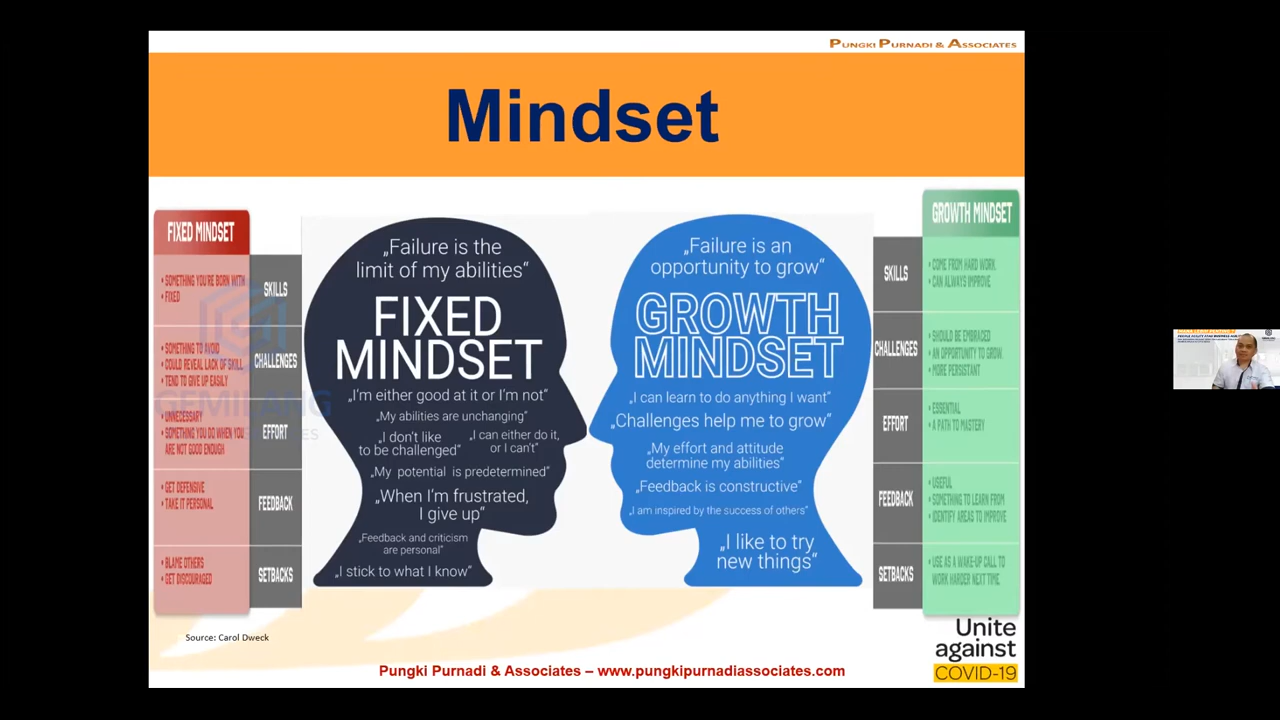 PUNGKI PURNADI & ASSOCIATES
Mindset
FIXED MINDSET
SKILLS
• SOMETHING YOU'RE BORN WITH
• FIXED
CHALLENGES
• SOMETHING TO AVOID
• COULD REVEAL LACK OF SKILL
• TEND TO GIVE UP EASILY
EFFORT
• UNNECESSARY
• SOMETHING YOU DO WHEN YOU
ARE NOT GOOD ENOUGH
FEEDBACK
• GET DEFENSIVE
• TAKE IT PERSONAL
SETBACKS
• BLAME OTHERS
• GET DISCOURAGED
GEMILANG
„Failure is the
limit of my abilities“
FIXED
MINDSET
„I'm either good at it or I'm not“
„My abilities are unchanging“
„I don't like
to be challenged“
„I can either do it,
or I can't“
„My potential is predetermined“
„When I'm frustrated,
I give up“
„Feedback and criticism
are personal“
„I stick to what I know“
„Failure is an
opportunity to grow“
GROWTH
MINDSET
„I can learn to do anything I want“
„Challenges help me to grow“
„My effort and attitude
determine my abilities“
„Feedback is constructive“
„I am inspired by the success of others“
„I like to try
new things“
GROWTH MINDSET
SKILLS
• COME FROM HARD WORK
• CAN ALWAYS IMPROVE
CHALLENGES
• SHOULD BE EMBRACED
• AN OPPORTUNITY TO GROW.
• MORE PERSISTANT
EFFORT
• ESSENTIAL
• A PATH TO MASTERY
FEEDBACK
• USEFUL
• SOMETHING TO LEARN FROM
• IDENTIFY AREAS TO IMPROVE
SETBACKS
• USE AS A WAKE-UP CALL TO
WORK HARDER NEXT TIME
Source: Carol Dweck
Unite
against
COVID-19
Pungki Purnadi & Associates – www.pungkipurnadiassociates.com